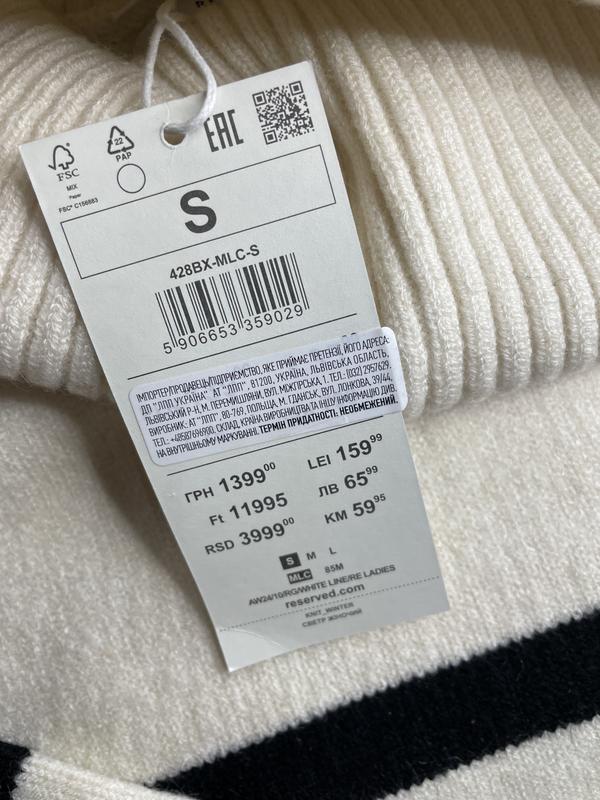 FSC
MIX
Paper
FSC® C156883
22
PAP
EAC
S
428BX-MLC-S
5 906653 359029
ІМПОРТЕР/ПРОДАВЕЦЬ/ПІДПРИЄМСТВО, ЯКЕ ПРИЙМАЄ ПРЕТЕНЗІЇ, ЙОГО АДРЕСА:
ДП "ЛПП УКРАЇНА" АТ "ЛПП", 81200, УКРАЇНА, ЛЬВІВСЬКА ОБЛАСТЬ,
ЛЬВІВСЬКИЙ Р-Н, М. ПЕРЕМИШЛЯНИ, ВУЛ. МІЖГІРСЬКА, 1. ТЕЛ.: (032) 2957629.
ВИРОБНИК: АТ "ЛПП", 80-769, ПОЛЬЩА, М. ГДАНСЬК, ВУЛ. ЛОНКОВА, 39/44,
ТЕЛ.: +48587696900. СКЛАД, КРАЇНА ВИРОБНИЦТВА ТА ІНШУ ІНФОРМАЦІЮ ДИВ.
НА ВНУТРІШНЬОМУ МАРКУВАННІ. ТЕРМІН ПРИДАТНОСТІ: НЕОБМЕЖЕНИЙ.
ГРН 1399⁰⁰ LEI 159⁹⁹
Ft 11995 ЛВ 65⁹⁹
RSD 3999⁰⁰ KM 59⁹⁵
S M L
MLC 85M
AW24/10/RG/WHITE LINE/RE LADIES
reserved.com
KNIT_WINTER
СВЕТР ЖІНОЧИЙ